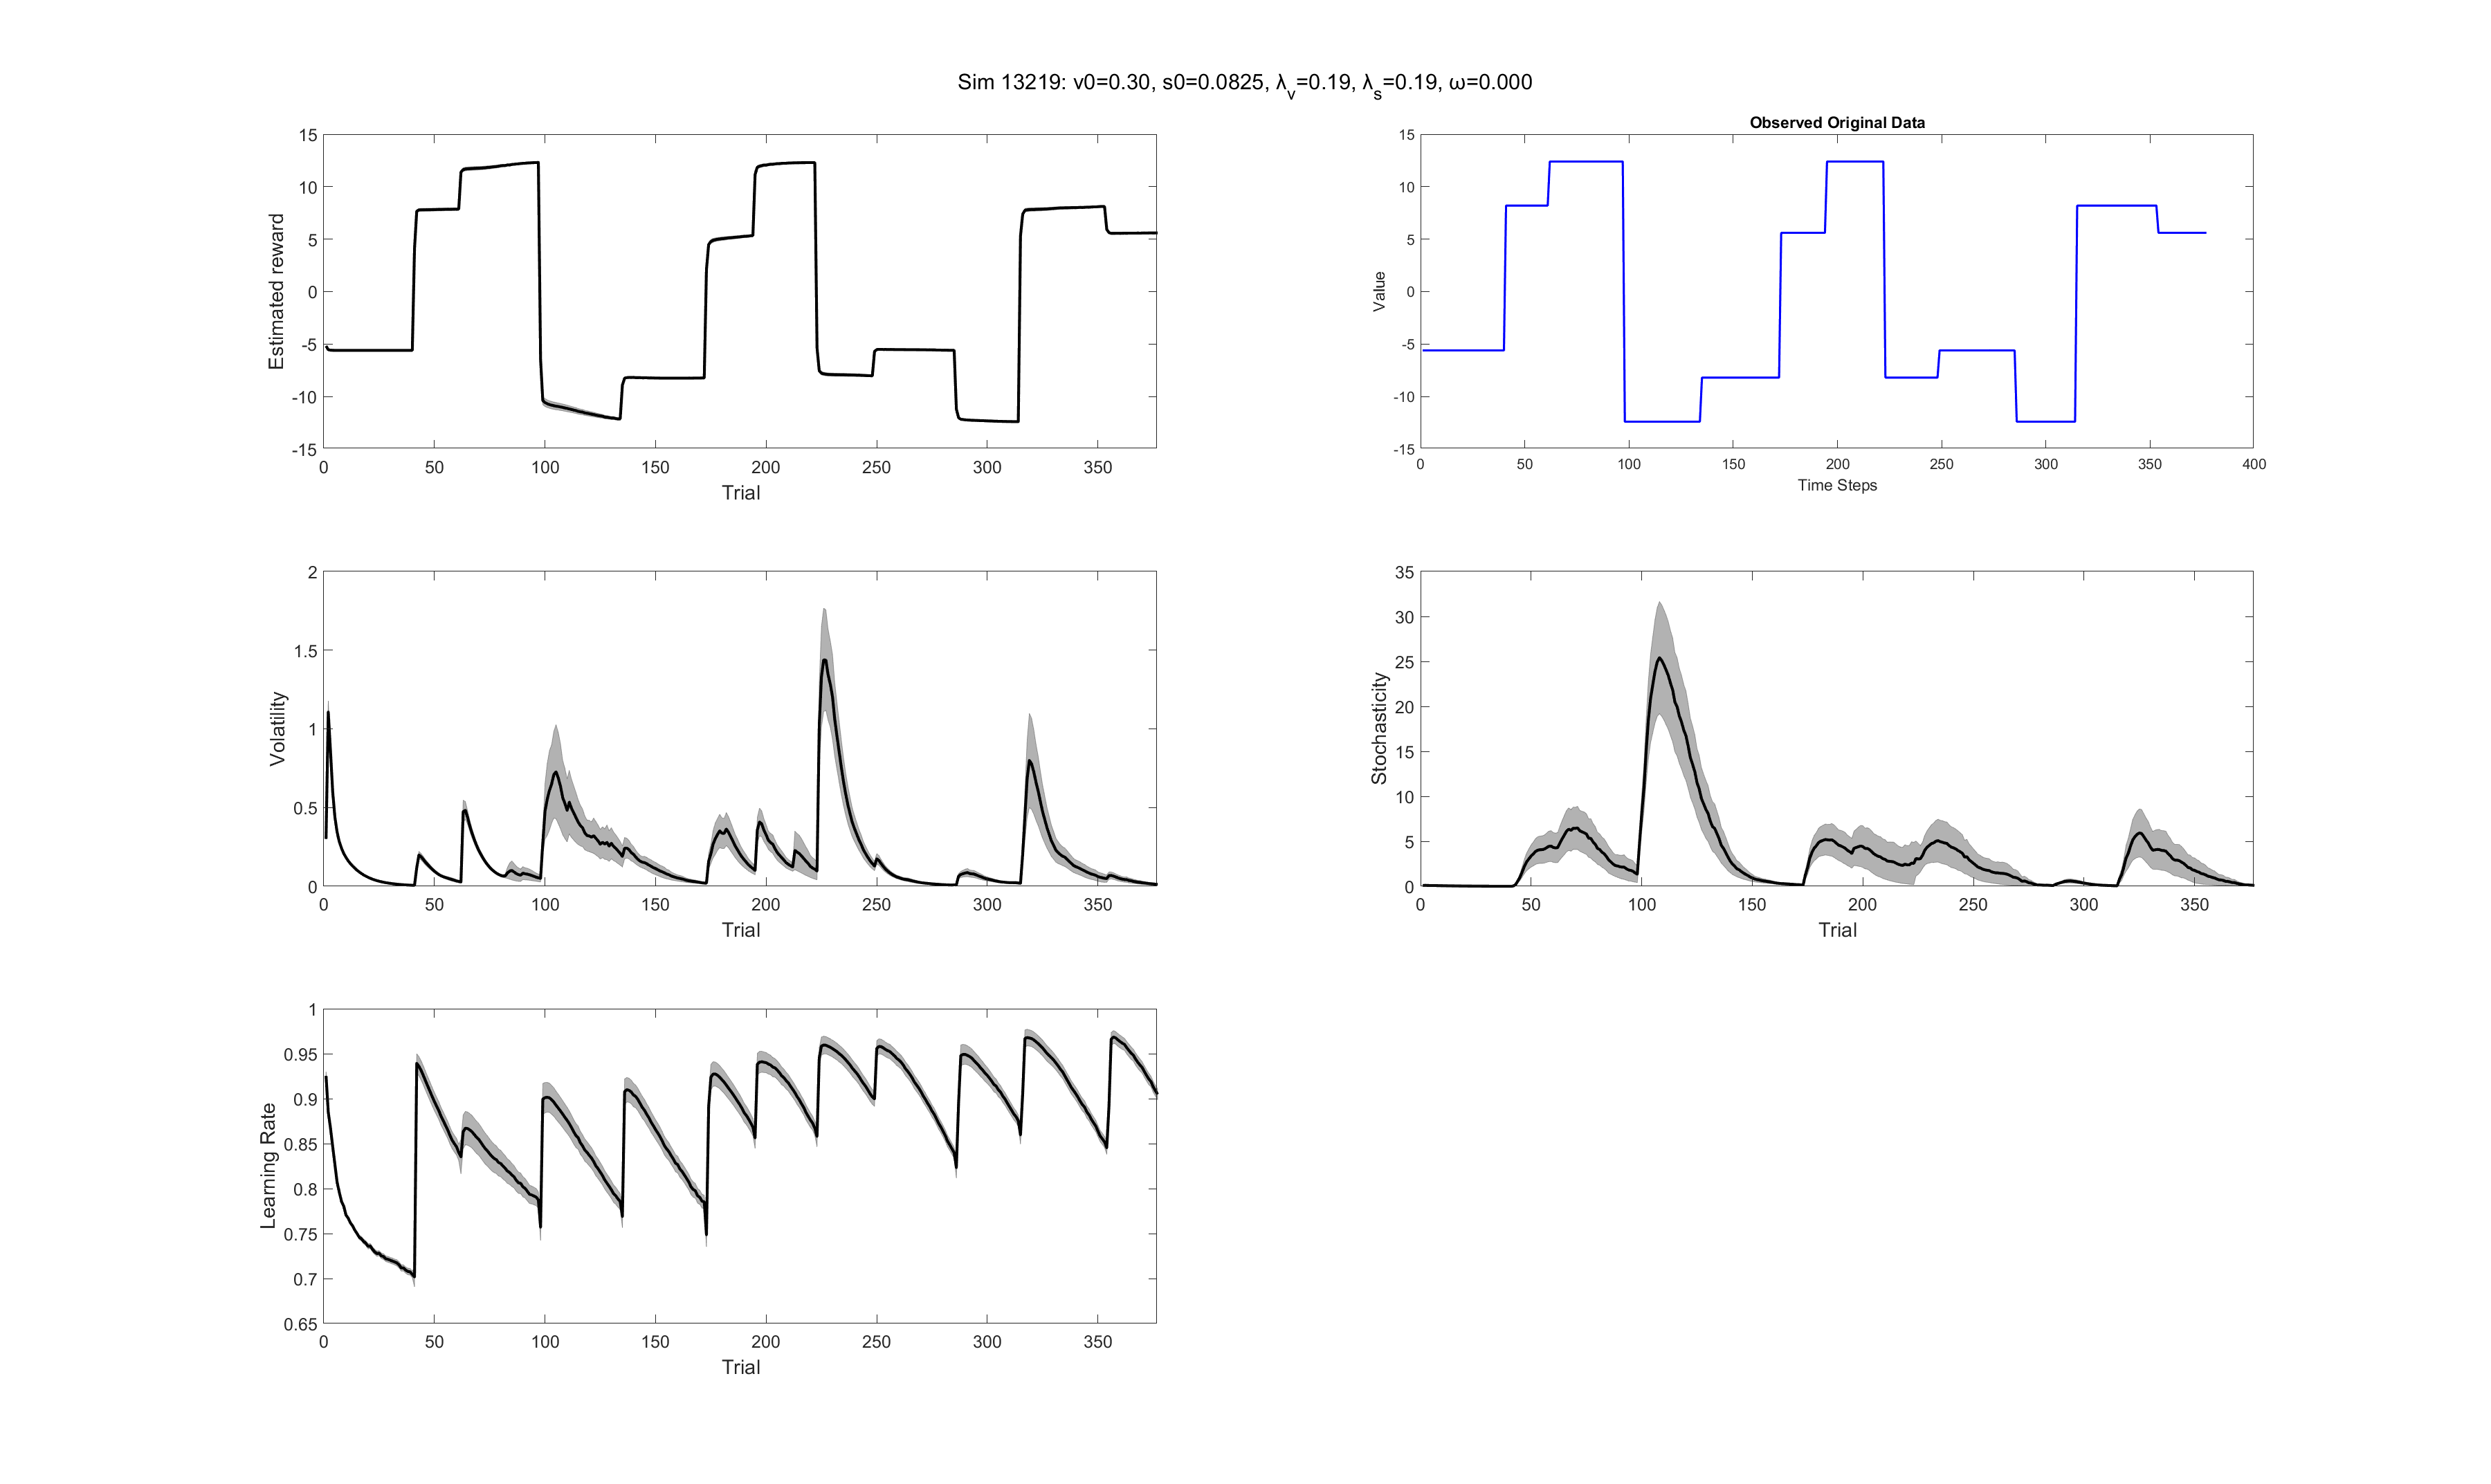 Sim 13219: v0=0.30, s0=0.0825, λv=0.19, λs=0.19, ω=0.000
15
10
5
0
-5
-10
-15
Estimated reward
0 50 100 150 200 250 300 350
Trial
Observed Original Data
15
10
5
0
-5
-10
-15
Value
0 50 100 150 200 250 300 350 400
Time Steps
2
1.5
1
0.5
0
Volatility
0 50 100 150 200 250 300 350
Trial
35
30
25
20
15
10
5
0
Stochasticity
0 50 100 150 200 250 300 350
Trial
1
0.95
0.9
0.85
0.8
0.75
0.7
0.65
Learning Rate
0 50 100 150 200 250 300 350
Trial